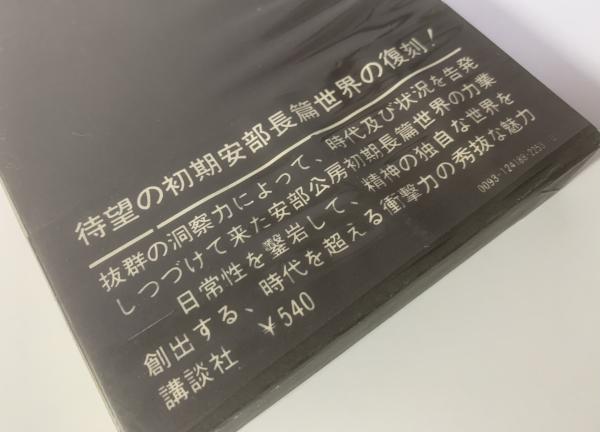 待望の初期安部長篇世界の復刻!
抜群の洞察力によって、時代及び状況を告発
しつづけて来た安部公房初期長篇世界の力業
──日常性を鑿岩して、精神の独自な世界を
創出する、時代を超える衝撃力の秀抜な魅力
講談社 ¥540
0093-124188-2253